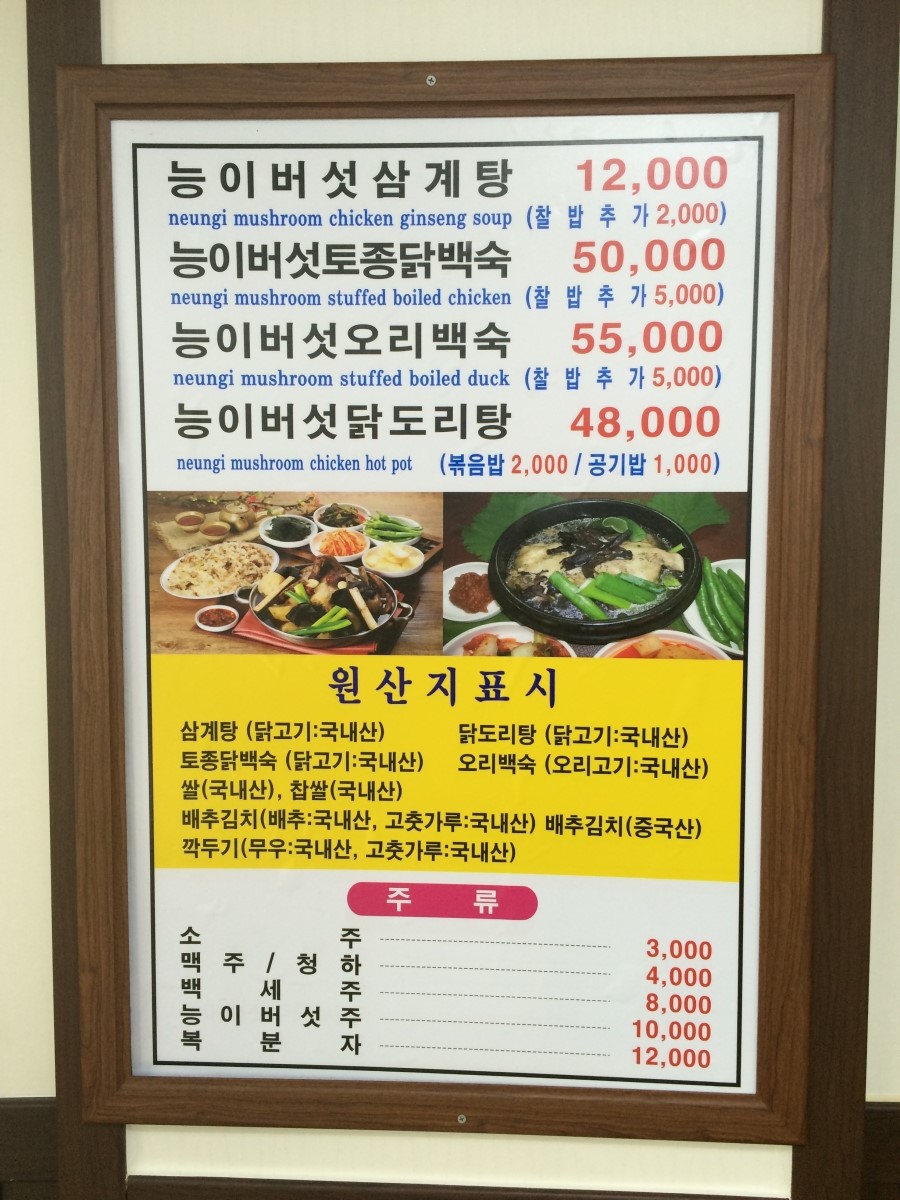 능이버섯삼계탕 12,000
neungi mushroom chicken ginseng soup (찰 밥 추 가 2,000)
능이버섯토종닭백숙 50,000
neungi mushroom stuffed boiled chicken (찰 밥 추 가 5,000)
능이버섯오리백숙 55,000
neungi mushroom stuffed boiled duck (찰 밥 추 가 5,000)
능이버섯닭도리탕 48,000
neungi mushroom chicken hot pot (볶음밥 2,000 / 공기밥 1,000)
원산지표시
삼계탕 (닭고기:국내산) 닭도리탕 (닭고기:국내산)
토종닭백숙 (닭고기:국내산) 오리백숙 (오리고기:국내산)
쌀(국내산), 찹쌀(국내산)
배추김치(배추:국내산, 고춧가루:국내산) 배추김치(중국산)
깍두기(무우:국내산, 고춧가루:국내산)
주 류
소 주 3,000
맥 주 / 청 하 4,000
백 세 주 8,000
능 이 버 섯 주 10,000
복 분 자 12,000